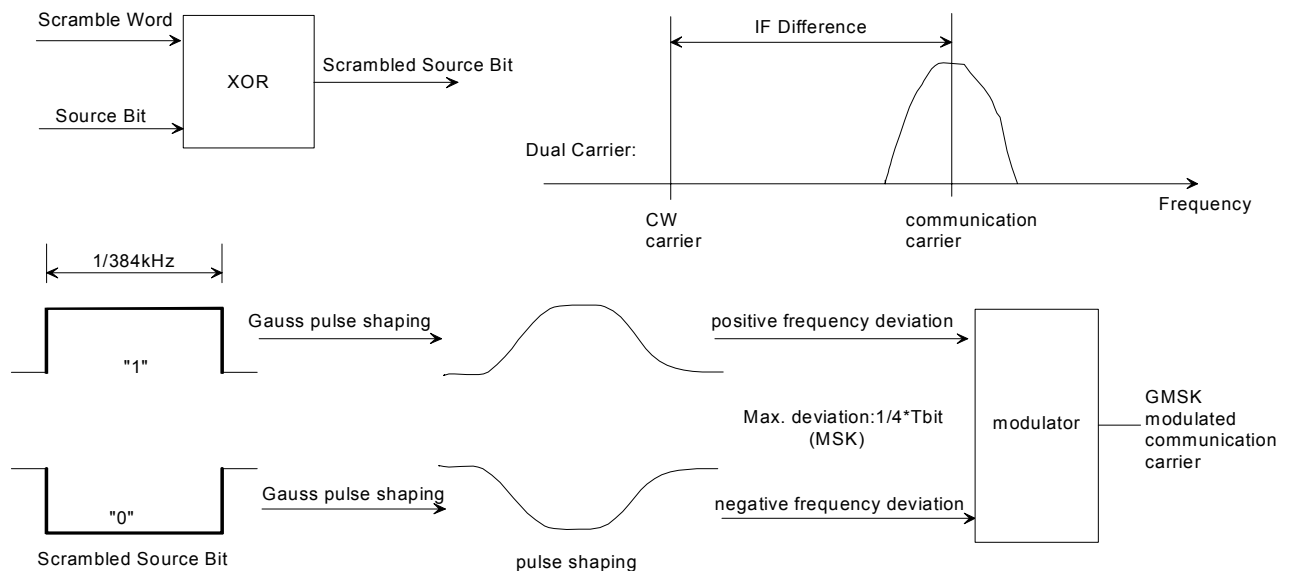 Scramble Word
XOR
Scrambled Source Bit
Source Bit
IF Difference
Dual Carrier:
Frequency
CW
carrier
communication
carrier
1/384kHz
Gauss pulse shaping
positive frequency deviation
"1"
Max. deviation:1/4*Tbit
(MSK)
modulator
GMSK
modulated
communication
carrier
Gauss pulse shaping
negative frequency deviation
"0"
Scrambled Source Bit
pulse shaping